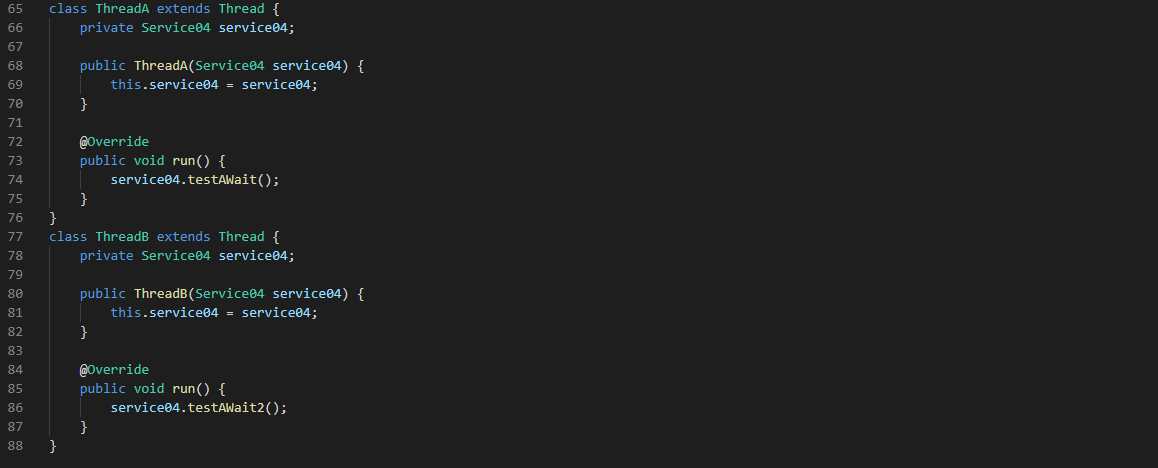 65 class ThreadA extends Thread {
66     private Service04 service04;
67
68     public ThreadA(Service04 service04) {
69         this.service04 = service04;
70     }
71
72     @Override
73     public void run() {
74         service04.testAWait();
75     }
76 }
77 class ThreadB extends Thread {
78     private Service04 service04;
79
80     public ThreadB(Service04 service04) {
81         this.service04 = service04;
82     }
83
84     @Override
85     public void run() {
86         service04.testAWait2();
87     }
88 }